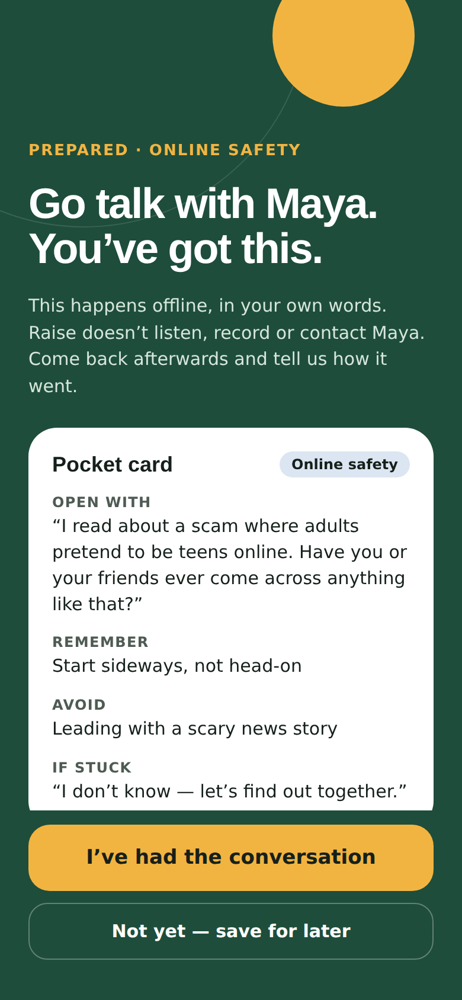 PREPARED · ONLINE SAFETY
Go talk with Maya.
You’ve got this.
This happens offline, in your own words.
Raise doesn’t listen, record or contact Maya.
Come back afterwards and tell us how it
went.
Pocket card
Online safety
OPEN WITH
“I read about a scam where adults
pretend to be teens online. Have you or
your friends ever come across anything
like that?”
REMEMBER
Start sideways, not head-on
AVOID
Leading with a scary news story
IF STUCK
“I don’t know — let’s find out together.”
I’ve had the conversation
Not yet — save for later